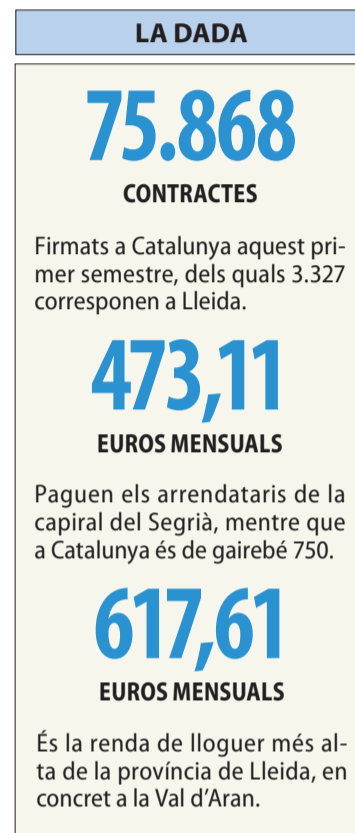 LA DADA
75.868
CONTRACTES
Firmats a Catalunya aquest pri-
mer semestre, dels quals 3.327
corresponen a Lleida.
473,11
EUROS MENSUALS
Paguen els arrendataris de la
capiral del Segrià, mentre que
a Catalunya és de gairebé 750.
617,61
EUROS MENSUALS
És la renda de lloguer més al-
ta de la província de Lleida, en
concret a la Val d’Aran.